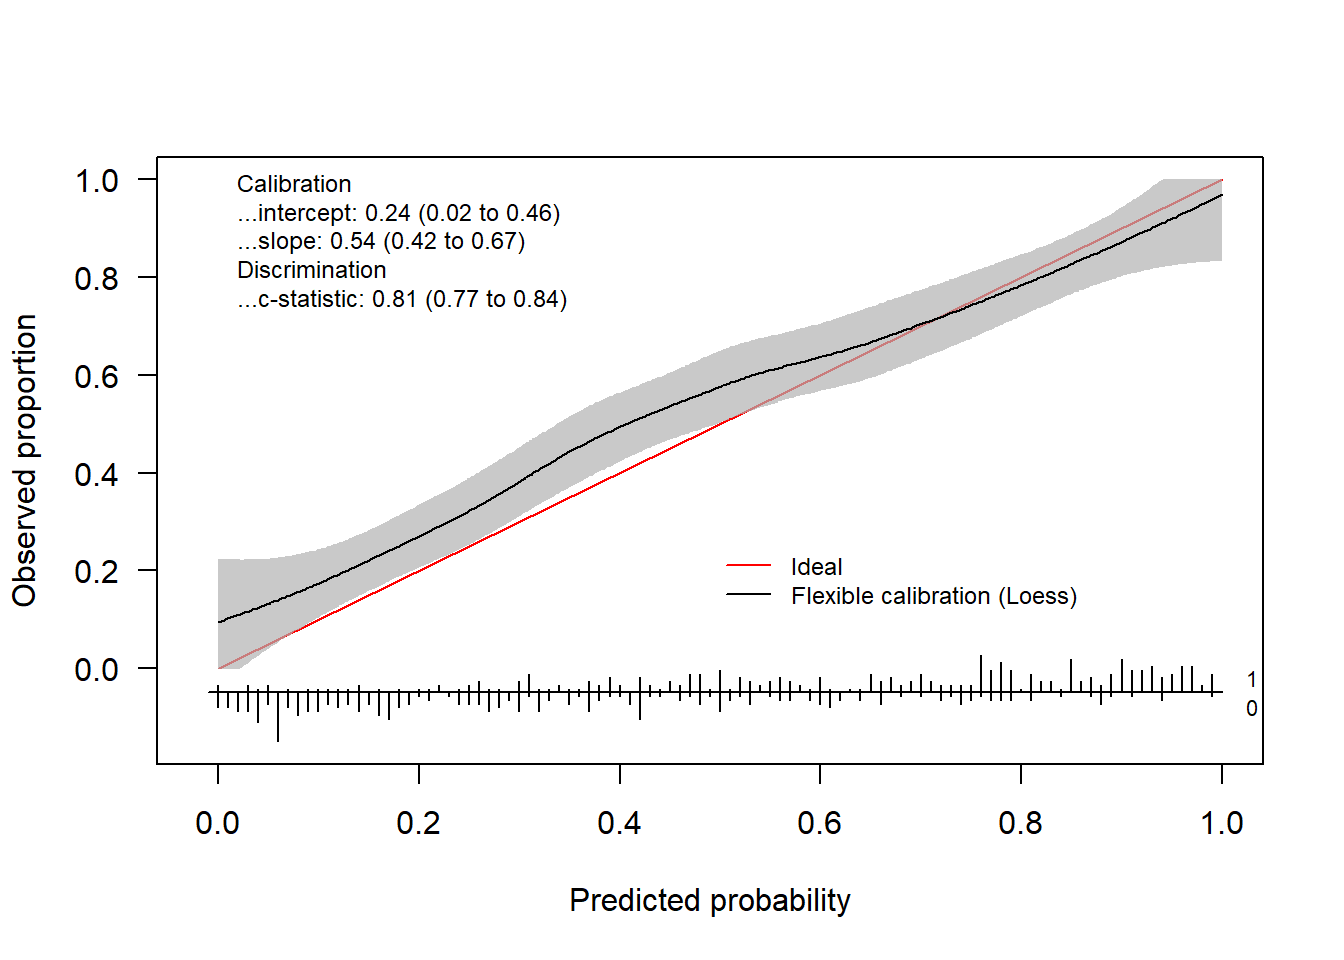 Calibration
...intercept: 0.24 (0.02 to 0.46)
...slope: 0.54 (0.42 to 0.67)
Discrimination
...c-statistic: 0.81 (0.77 to 0.84)
Observed proportion
1.0
0.8
0.6
0.4
0.2
0.0
Ideal
Flexible calibration (Loess)
1
0
0.0 0.2 0.4 0.6 0.8 1.0
Predicted probability